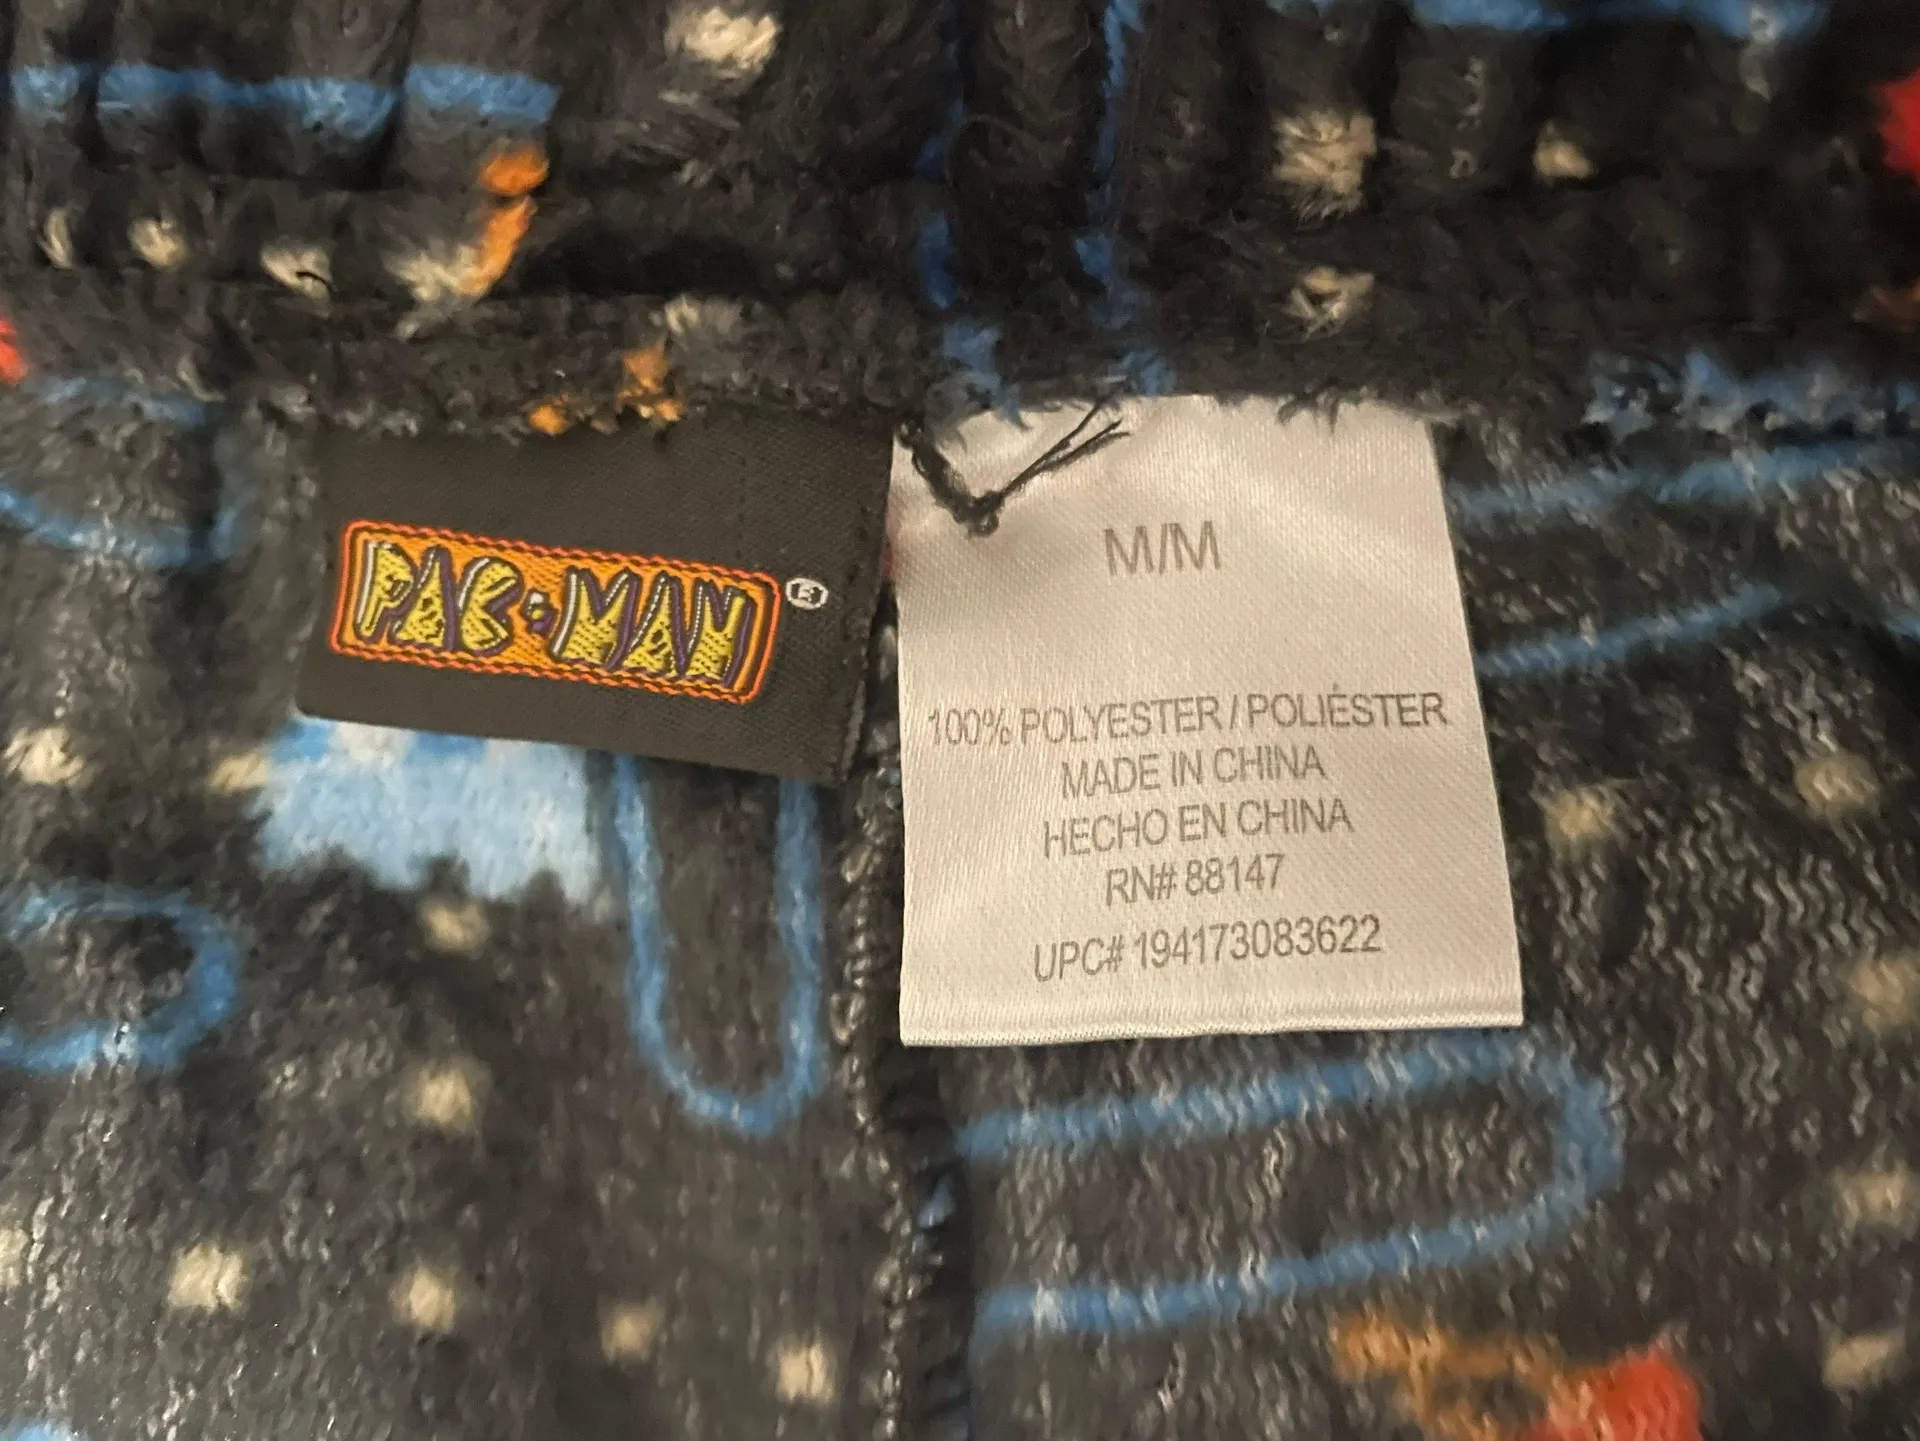 PAC-MAN®
M/M
100% POLYESTER / POLIÉSTER
MADE IN CHINA
HECHO EN CHINA
RN# 88147
UPC# 194173083622